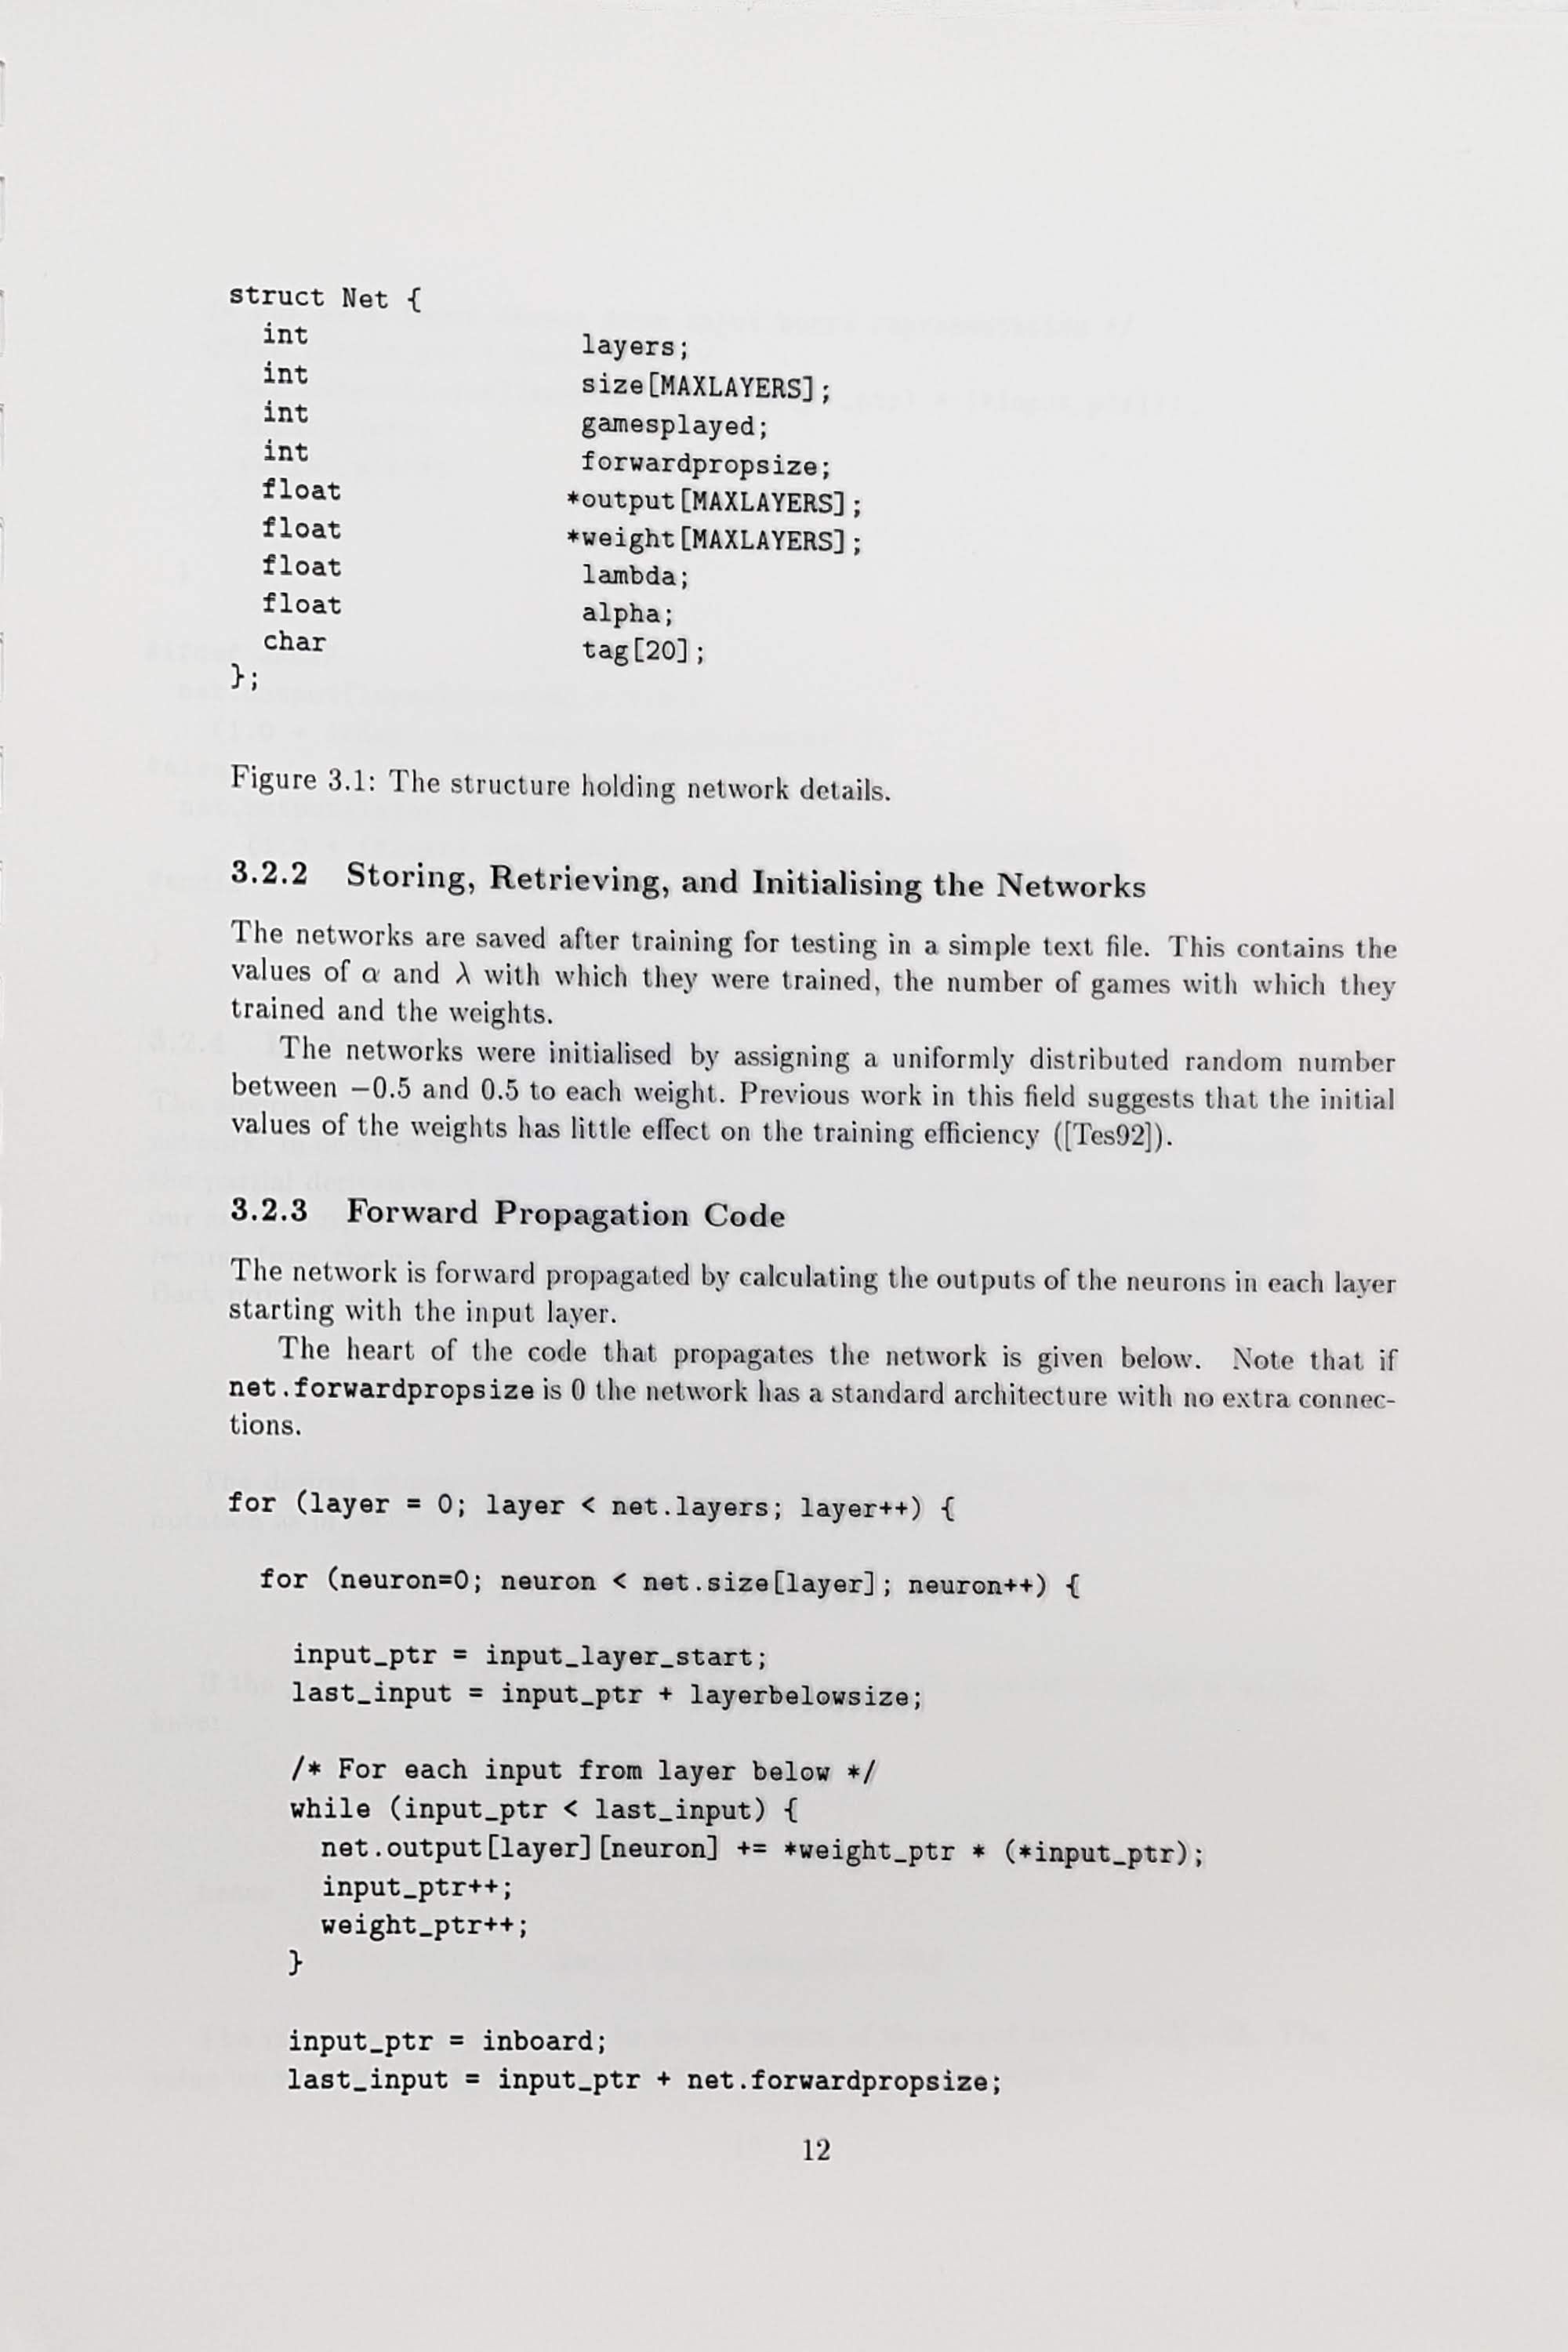 struct Net {
int layers;
int size[MAXLAYERS];
int gamesplayed;
int forwardpropsize;
float *output[MAXLAYERS];
float *weight[MAXLAYERS];
float lambda;
float alpha;
char tag[20];
};
Figure 3.1: The structure holding network details.
3.2.2 Storing, Retrieving, and Initialising the Networks
The networks are saved after training for testing in a simple text file. This contains the
values of α and λ with which they were trained, the number of games with which they
trained and the weights.
The networks were initialised by assigning a uniformly distributed random number
between −0.5 and 0.5 to each weight. Previous work in this field suggests that the initial
values of the weights has little effect on the training efficiency ([Tes92]).
3.2.3 Forward Propagation Code
The network is forward propagated by calculating the outputs of the neurons in each layer
starting with the input layer.
The heart of the code that propagates the network is given below. Note that if
net.forwardpropsize is 0 the network has a standard architecture with no extra connec-
tions.
for (layer = 0; layer < net.layers; layer++) {
for (neuron=0; neuron < net.size[layer]; neuron++) {
input_ptr = input_layer_start;
last_input = input_ptr + layerbelowsize;
/* For each input from layer below */
while (input_ptr < last_input) {
net.output[layer][neuron] += *weight_ptr * (*input_ptr);
input_ptr++;
weight_ptr++;
}
input_ptr = inboard;
last_input = input_ptr + net.forwardpropsize;
12